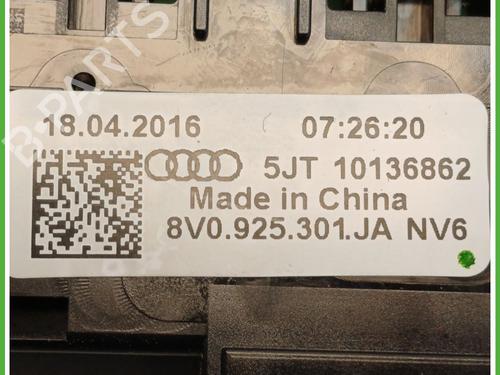 B-PARTS
18.04.2016 07:26:20
5JT 10136862
Made in China
8V0.925.301.JA NV6